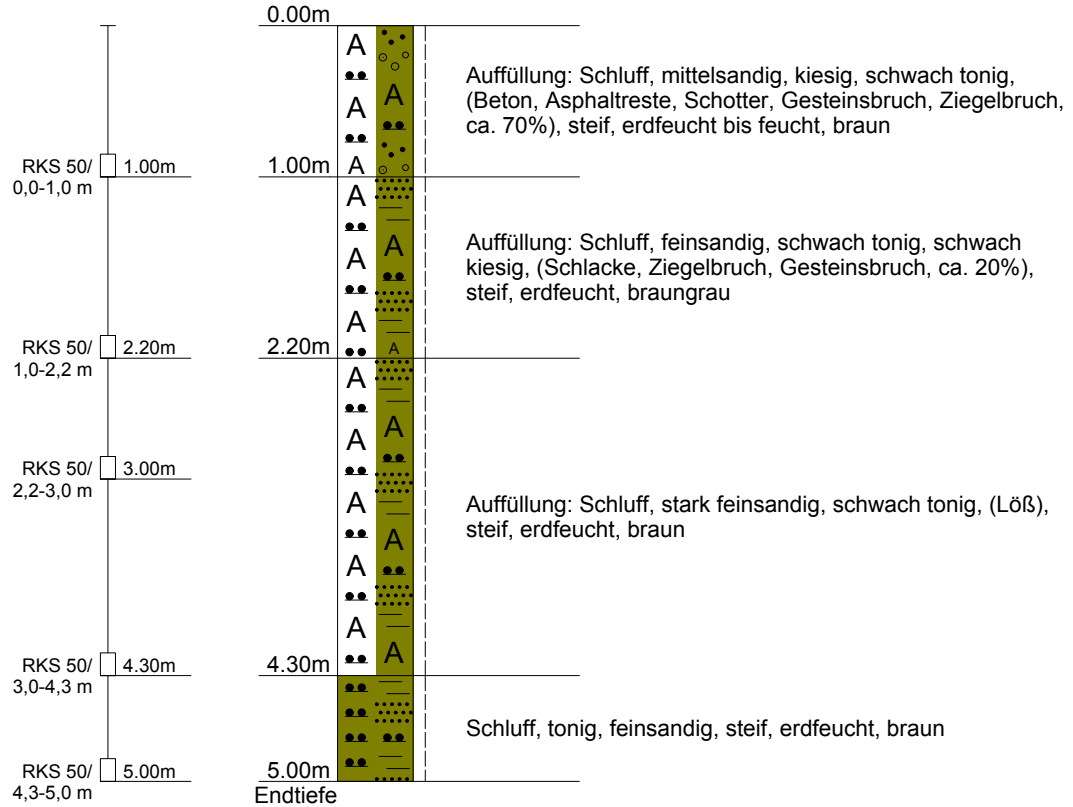 0.00m
A
A
Auffüllung: Schluff, mittelsandig, kiesig, schwach tonig,
(Beton, Asphaltreste, Schotter, Gesteinsbruch, Ziegelbruch,
ca. 70%), steif, erdfeucht bis feucht, braun
A
A
RKS 50/
0,0-1,0 m
1.00m
1.00m
A
A
A
Auffüllung: Schluff, feinsandig, schwach tonig, schwach
kiesig, (Schlacke, Ziegelbruch, Gesteinsbruch, ca. 20%),
steif, erdfeucht, braungrau
A
A
RKS 50/
1,0-2,2 m
2.20m
2.20m
A
A
A
A
RKS 50/
2,2-3,0 m
3.00m
A
Auffüllung: Schluff, stark feinsandig, schwach tonig, (Löß),
steif, erdfeucht, braun
A
A
A
A
RKS 50/
3,0-4,3 m
4.30m
4.30m
Schluff, tonig, feinsandig, steif, erdfeucht, braun
RKS 50/
4,3-5,0 m
5.00m
5.00m
Endtiefe